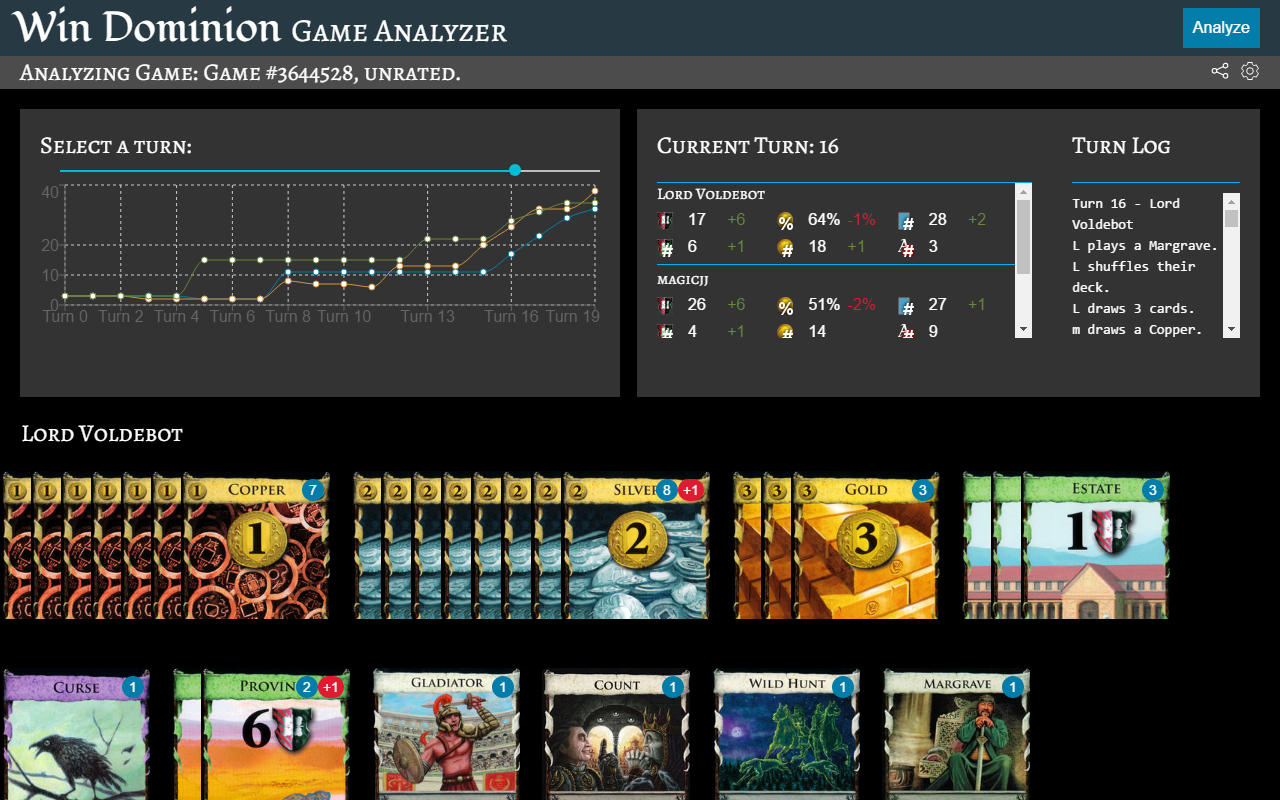 Win Dominion Game Analyzer
Analyze
Analyzing Game: Game #3644528, unrated.
Select a turn:
40
20
10
0
Turn 0 Turn 2 Turn 4 Turn 6 Turn 8 Turn 10 Turn 13 Turn 16 Turn 19
Current Turn: 16
Lord Voldebot
17 +6 % 64% -1% # 28 +2
# 6 +1 # 18 +1 A# 3
magicjj
26 +6 % 51% -2% # 27 +1
# 4 +1 # 14 A# 9
Turn Log
Turn 16 - Lord
Voldebot
L plays a Margrave.
L shuffles their
deck.
L draws 3 cards.
m draws a Copper.
Lord Voldebot
1 1 1 1 1 1 1 Copper 7
1
2 2 2 2 2 2 2 2 Silve 8 +1
2
3 3 3 Gold 3
3
Estate 3
1
Curse 1
Provin 2 +1
6
Gladiator 1
Count 1
Wild Hunt 1
Margrave 1